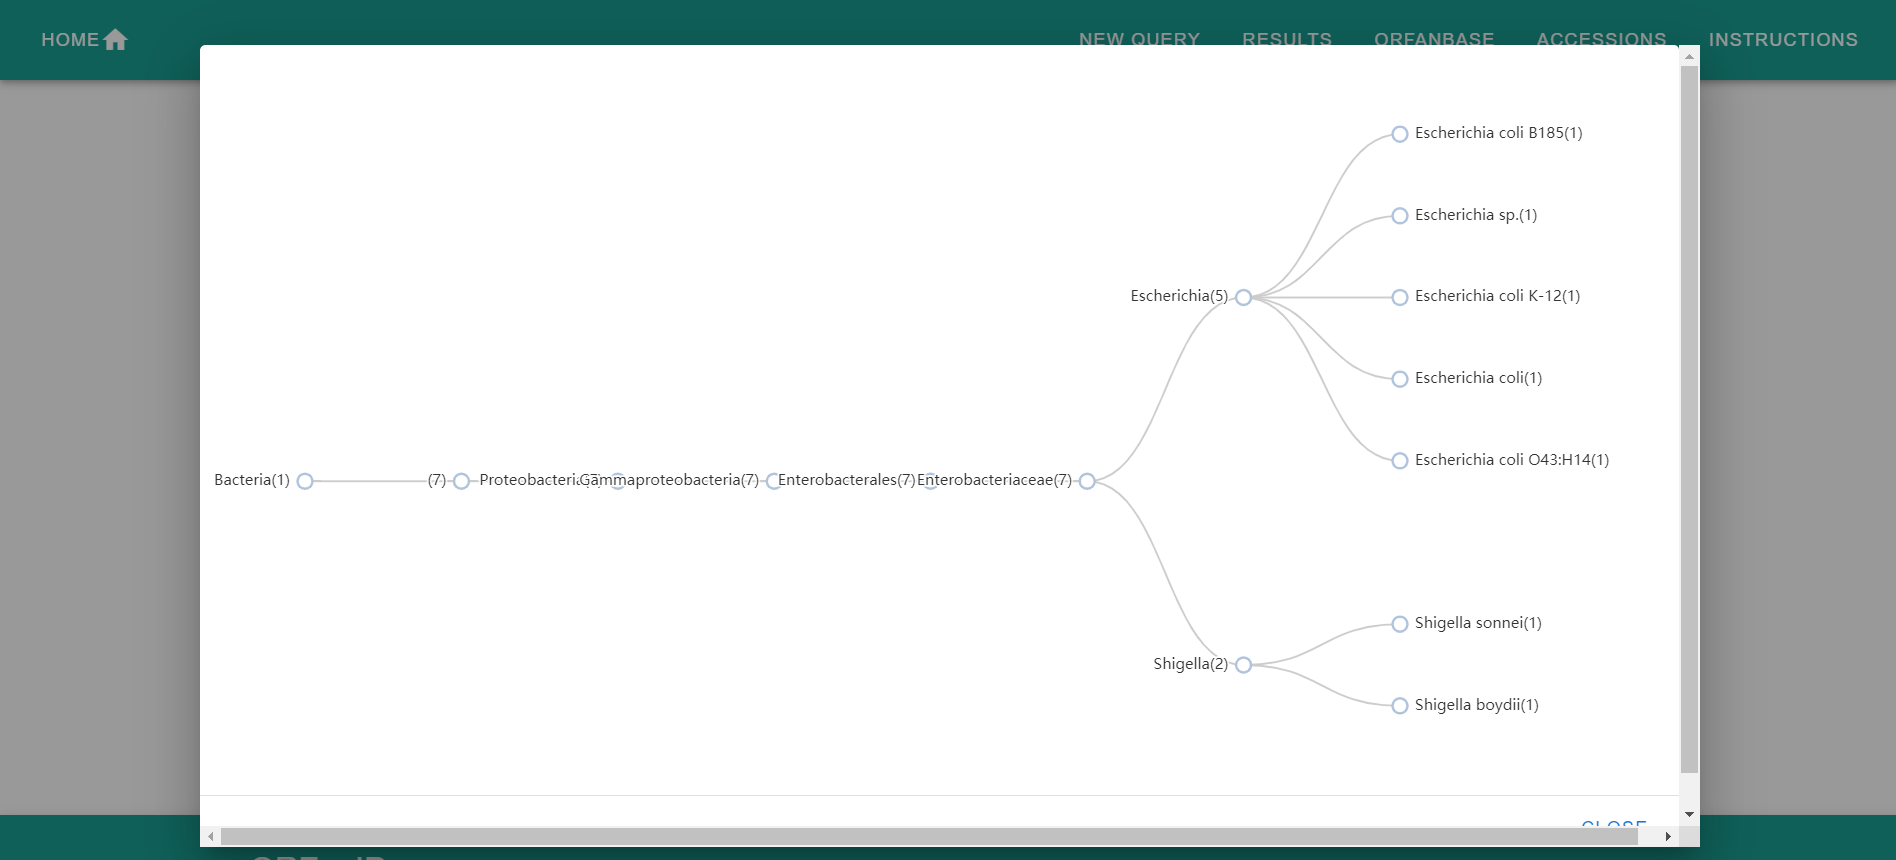 HOME NEW QUERY RESULTS ORFANBASE ACCESSIONS INSTRUCTIONS
Escherichia coli B185(1)
Escherichia sp.(1)
Escherichia(5)
Escherichia coli K-12(1)
Escherichia coli(1)
Escherichia coli O43:H14(1)
Bacteria(1) (7) Proteobacteria(7) Gammaproteobacteria(7) Enterobacterales(7) Enterobacteriaceae(7)
Shigella sonnei(1)
Shigella(2)
Shigella boydii(1)
CLOSE